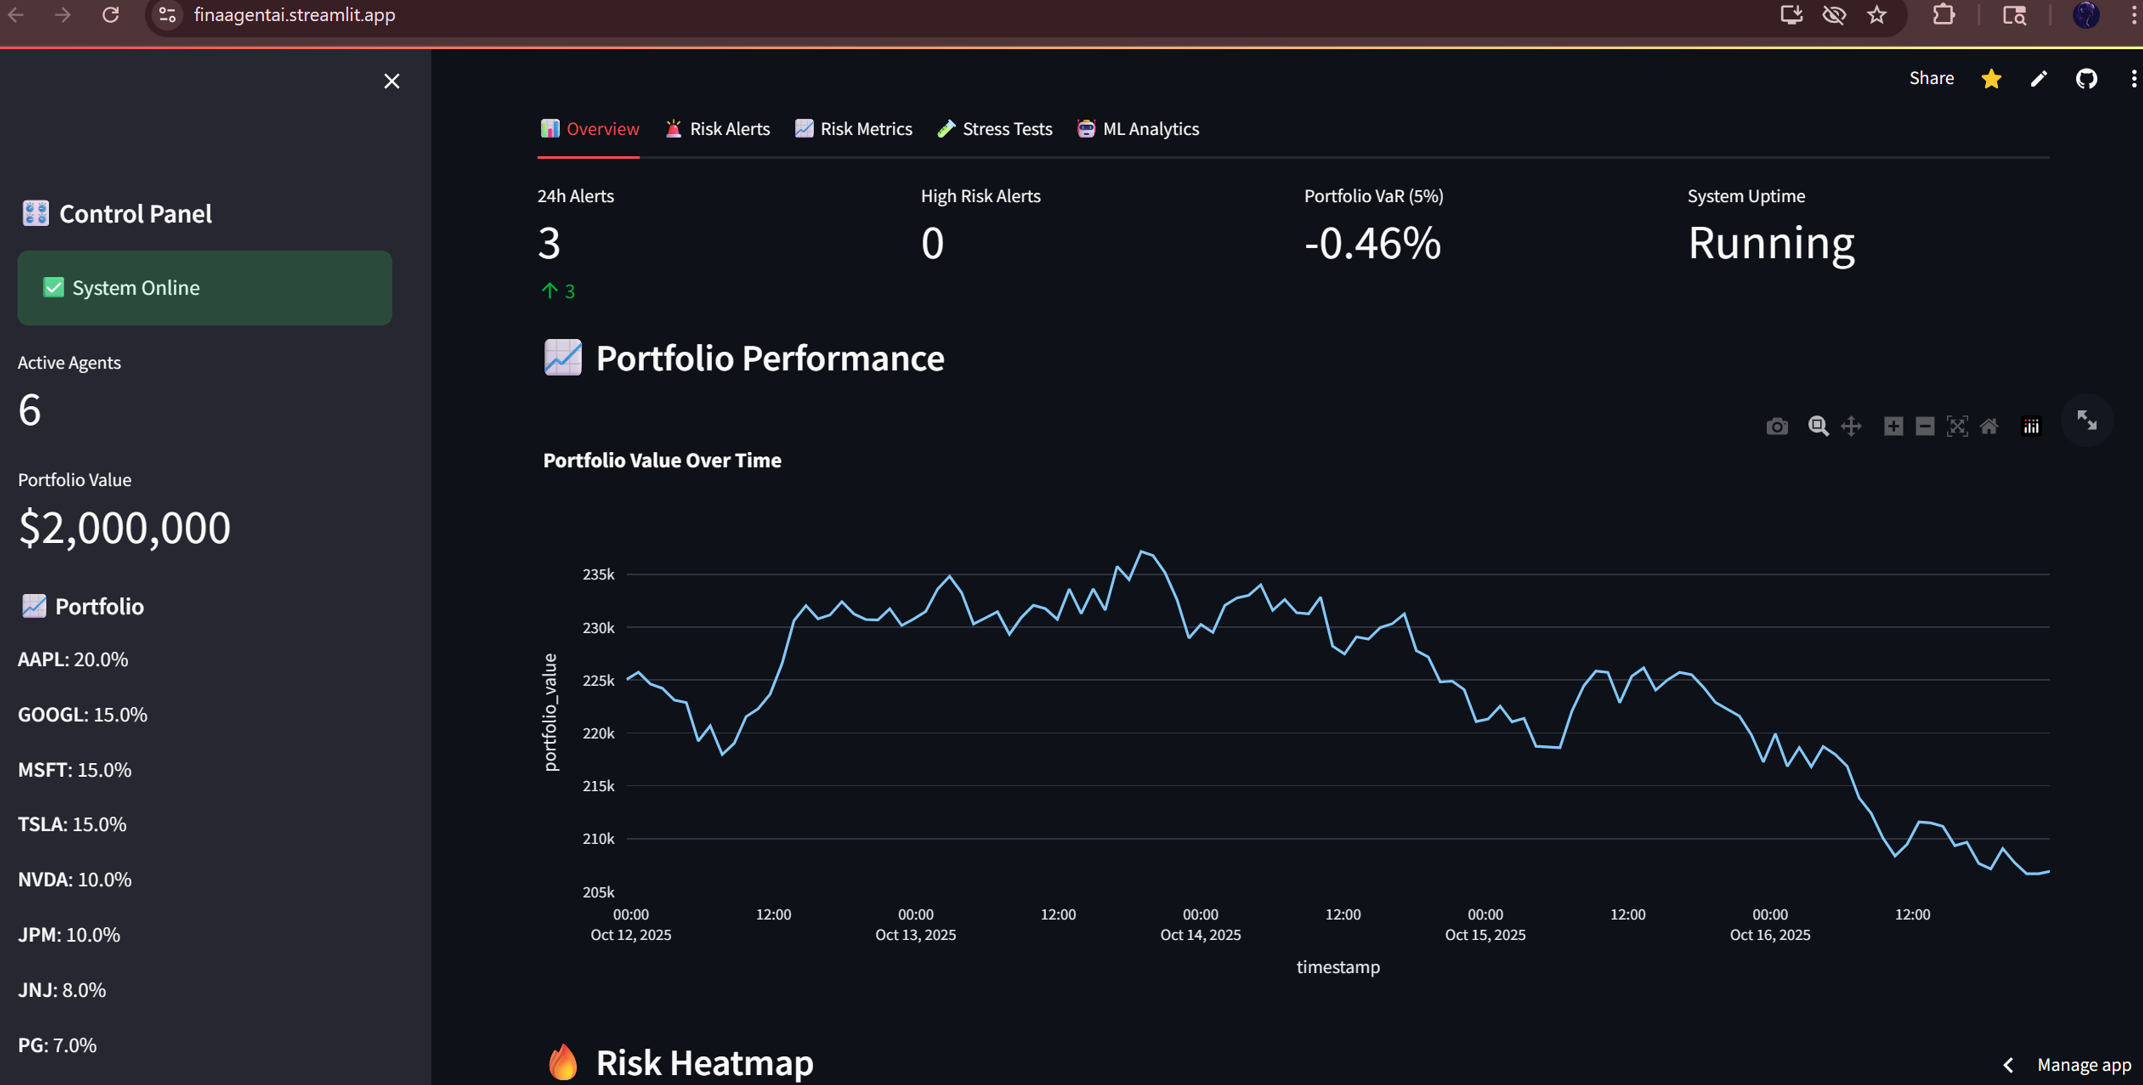 finaagentai.streamlit.app
Share
Control Panel
System Online
Active Agents
6
Portfolio Value
$2,000,000
Portfolio
AAPL: 20.0%
GOOGL: 15.0%
MSFT: 15.0%
TSLA: 15.0%
NVDA: 10.0%
JPM: 10.0%
JNJ: 8.0%
PG: 7.0%
Overview Risk Alerts Risk Metrics Stress Tests ML Analytics
24h Alerts High Risk Alerts Portfolio VaR (5%) System Uptime
3 0 -0.46% Running
↑ 3
Portfolio Performance
Portfolio Value Over Time
235k
230k
225k
220k
215k
210k
205k
portfolio_value
00:00 12:00 00:00 12:00 00:00 12:00 00:00 12:00 00:00 12:00
Oct 12, 2025 Oct 13, 2025 Oct 14, 2025 Oct 15, 2025 Oct 16, 2025
timestamp
Risk Heatmap
Manage app